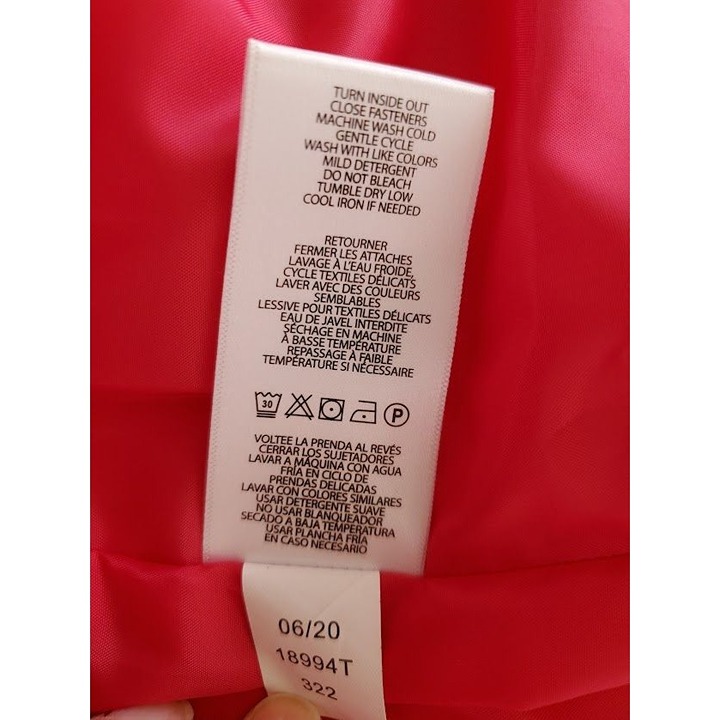 TURN INSIDE OUT
CLOSE FASTENERS
MACHINE WASH COLD
GENTLE CYCLE
WASH WITH LIKE COLORS
MILD DETERGENT
DO NOT BLEACH
TUMBLE DRY LOW
COOL IRON IF NEEDED
RETOURNER
FERMER LES ATTACHES
LAVAGE À L'EAU FROIDE,
CYCLE TEXTILES DÉLICATS
LAVER AVEC DES COULEURS
SEMBLABLES
LESSIVE POUR TEXTILES DÉLICATS
EAU DE JAVEL INTERDITE
SÉCHAGE EN MACHINE
À BASSE TEMPÉRATURE
REPASSAGE À FAIBLE
TEMPÉRATURE SI NÉCESSAIRE
30 P
VOLTEE LA PRENDA AL REVÉS
CERRAR LOS SUJETADORES
LAVAR A MÁQUINA CON AGUA
FRÍA EN CICLO DE
PRENDAS DELICADAS
LAVAR CON COLORES SIMILARES
USAR DETERGENTE SUAVE
NO USAR BLANQUEADOR
SECADO A BAJA TEMPERATURA
USAR PLANCHA FRÍA
EN CASO NECESARIO
06/20
18994T
322